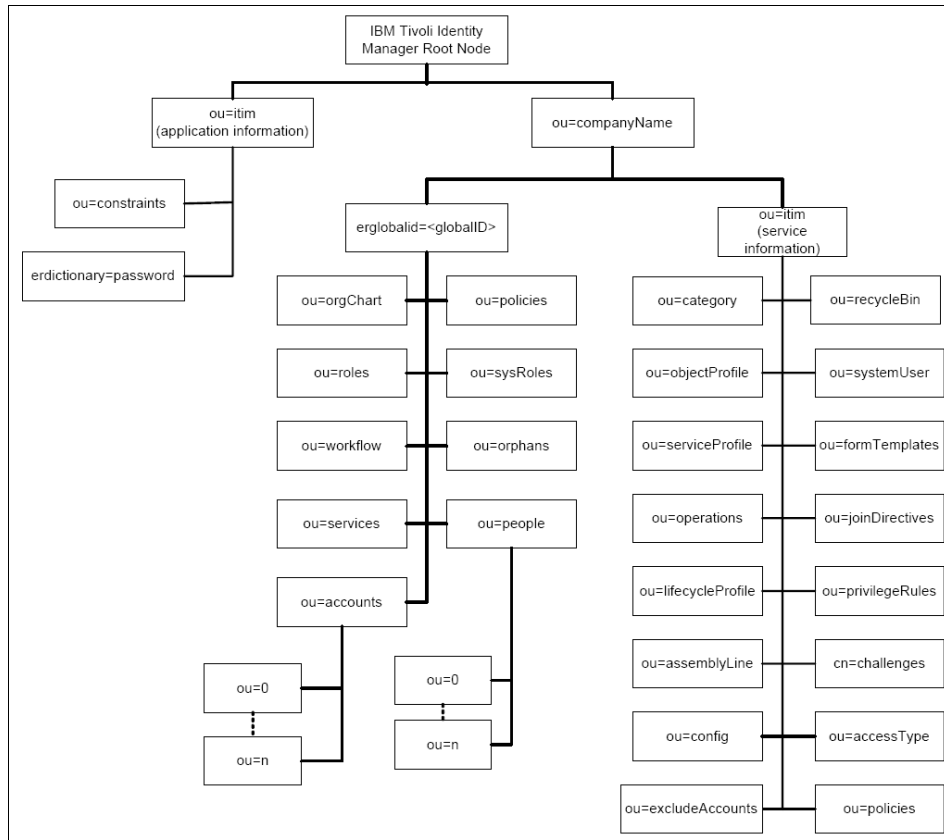 IBM Tivoli Identity
Manager Root Node
ou=itim
(application information)
ou=companyName
ou=constraints
erdictionary=password
erglobalid=<globalID>
ou=itim
(service
information)
ou=orgChart
ou=policies
ou=roles
ou=sysRoles
ou=workflow
ou=orphans
ou=services
ou=people
ou=accounts
ou=0
ou=n
ou=0
ou=n
ou=category
ou=recycleBin
ou=objectProfile
ou=systemUser
ou=serviceProfile
ou=formTemplates
ou=operations
ou=joinDirectives
ou=lifecycleProfile
ou=privilegeRules
ou=assemblyLine
cn=challenges
ou=config
ou=accessType
ou=excludeAccounts
ou=policies